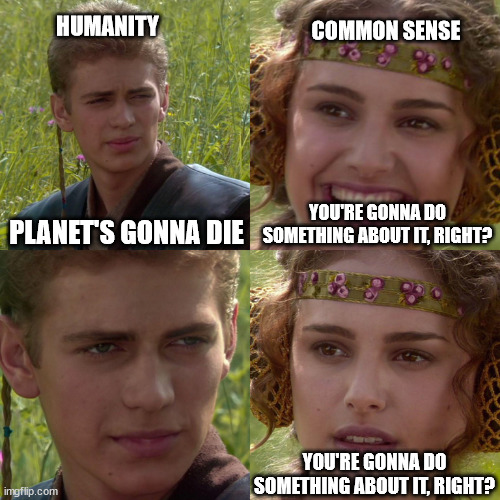 HUMANITY
COMMON SENSE
PLANET'S GONNA DIE
YOU'RE GONNA DO
SOMETHING ABOUT IT, RIGHT?
YOU'RE GONNA DO
SOMETHING ABOUT IT, RIGHT?
imgflip.com